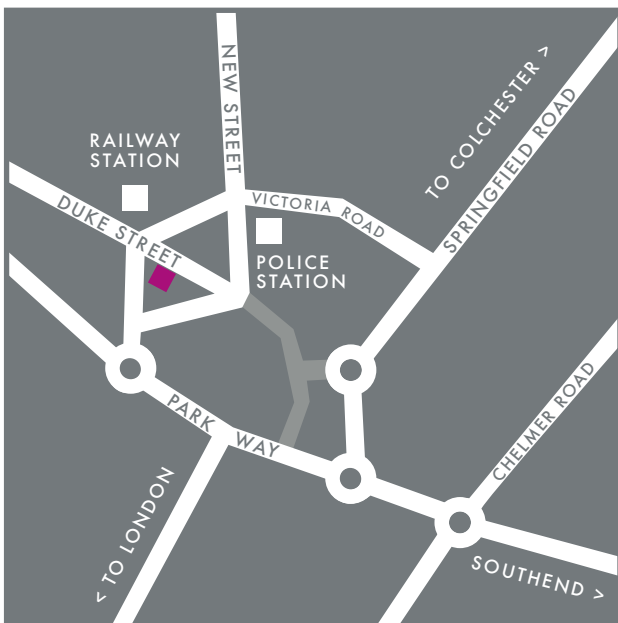 NEW STREET
TO COLCHESTER >
SPRINGFIELD ROAD
RAILWAY
STATION
VICTORIA ROAD
DUKE STREET
POLICE
STATION
CHELMER ROAD
PARK WAY
< TO LONDON
SOUTHEND >